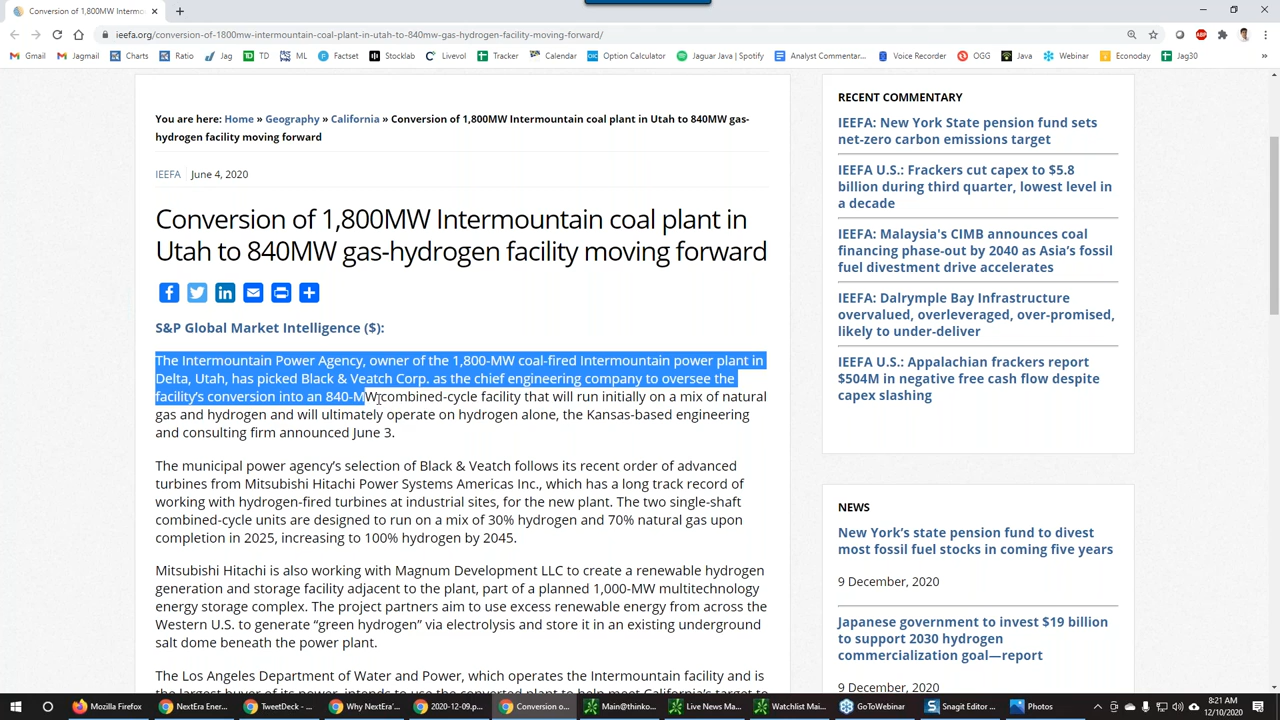 Conversion of 1,800MW Intermo
ieefa.org/conversion-of-1800mw-intermountain-coal-plant-in-utah-to-840mw-gas-hydrogen-facility-moving-forward/
Gmail Jagmail Charts Ratio Jag TD ML Factset Stocklab Livevol Tracker Calendar Option Calculator Jaguar Java | Spotify Analyst Commentar... Voice Recorder OGG Java Webinar Econoday Jag30 »
You are here: Home » Geography » California » Conversion of 1,800MW Intermountain coal plant in Utah to 840MW gas-
hydrogen facility moving forward
IEEFA June 4, 2020
Conversion of 1,800MW Intermountain coal plant in
Utah to 840MW gas-hydrogen facility moving forward
S&P Global Market Intelligence ($):
The Intermountain Power Agency, owner of the 1,800-MW coal-fired Intermountain power plant in
Delta, Utah, has picked Black & Veatch Corp. as the chief engineering company to oversee the
facility's conversion into an 840-MW combined-cycle facility that will run initially on a mix of natural
gas and hydrogen and will ultimately operate on hydrogen alone, the Kansas-based engineering
and consulting firm announced June 3.
The municipal power agency's selection of Black & Veatch follows its recent order of advanced
turbines from Mitsubishi Hitachi Power Systems Americas Inc., which has a long track record of
working with hydrogen-fired turbines at industrial sites, for the new plant. The two single-shaft
combined-cycle units are designed to run on a mix of 30% hydrogen and 70% natural gas upon
completion in 2025, increasing to 100% hydrogen by 2045.
Mitsubishi Hitachi is also working with Magnum Development LLC to create a renewable hydrogen
generation and storage facility adjacent to the plant, part of a planned 1,000-MW multitechnology
energy storage complex. The project partners aim to use excess renewable energy from across the
Western U.S. to generate “green hydrogen” via electrolysis and store it in an existing underground
salt dome beneath the power plant.
The Los Angeles Department of Water and Power, which operates the Intermountain facility and is
the largest buyer of its power, intends to use the converted plant to help meet California's target to
RECENT COMMENTARY
IEEFA: New York State pension fund sets
net-zero carbon emissions target
IEEFA U.S.: Frackers cut capex to $5.8
billion during third quarter, lowest level in
a decade
IEEFA: Malaysia's CIMB announces coal
financing phase-out by 2040 as Asia's fossil
fuel divestment drive accelerates
IEEFA: Dalrymple Bay Infrastructure
overvalued, overleveraged, over-promised,
likely to under-deliver
IEEFA U.S.: Appalachian frackers report
$504M in negative free cash flow despite
capex slashing
NEWS
New York's state pension fund to divest
most fossil fuel stocks in coming five years
9 December, 2020
Japanese government to invest $19 billion
to support 2030 hydrogen
commercialization goal—report
9 December, 2020
Mozilla Firefox NextEra Ener... TweetDeck - ... Why NextEra'... 2020-12-09.p... Conversion o... Main@thinko... Live News Ma... Watchlist Mai... GoToWebinar Snagit Editor ... Photos
8:21 AM
12/10/2020